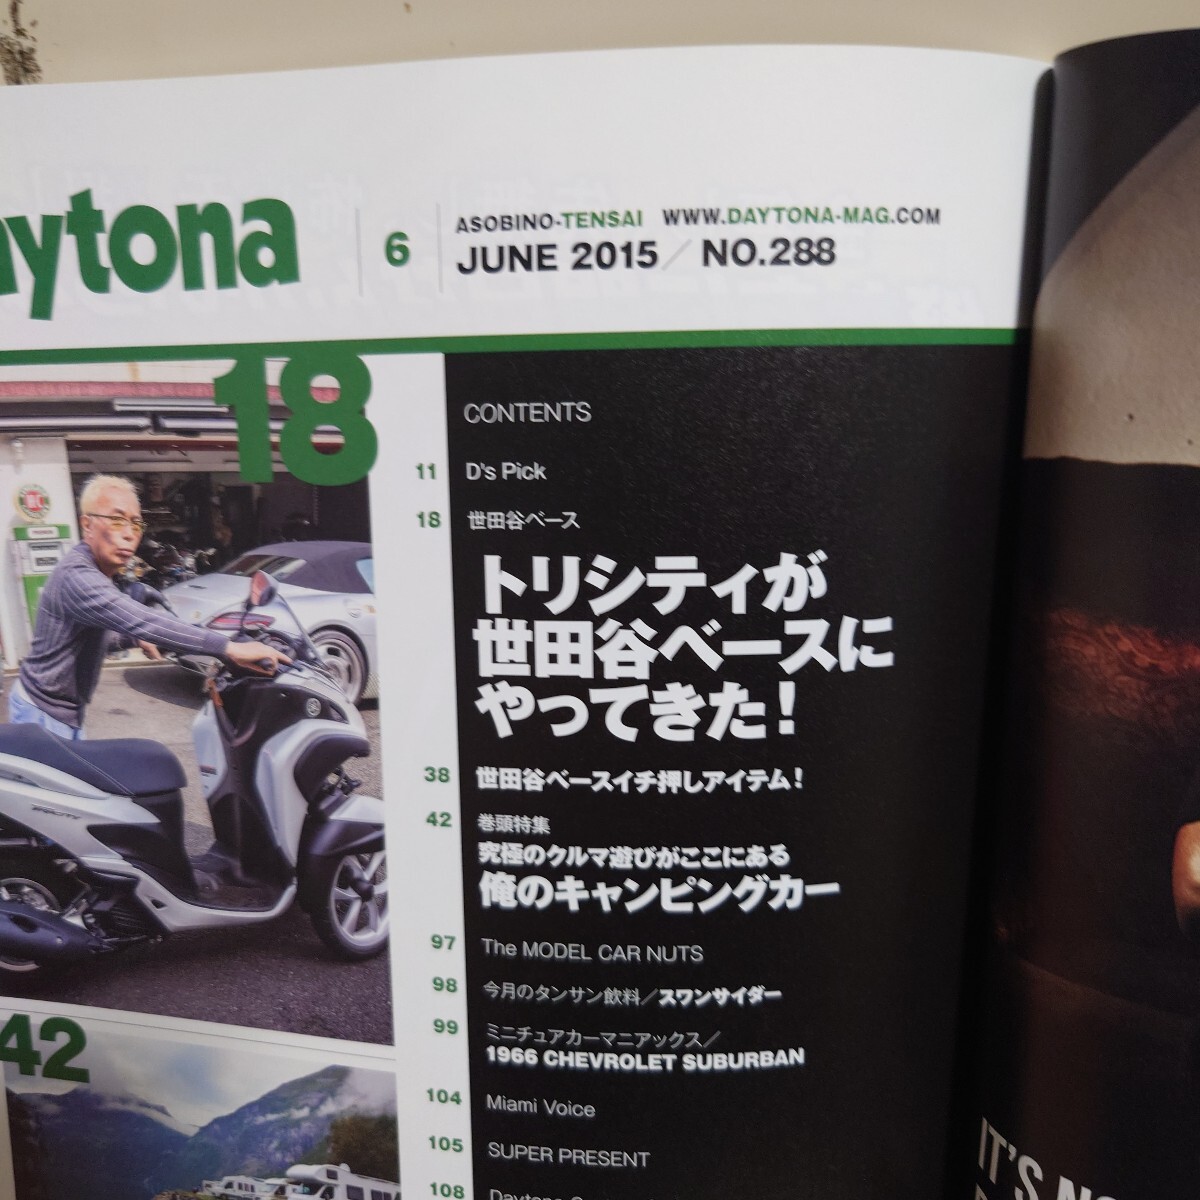 aytona
6
ASOBINO-TENSAI WWW.DAYTONA-MAG.COM
JUNE 2015／NO.288
18
CONTENTS
11 D's Pick
18 世田谷ベース
トリシティが
世田谷ベースに
やってきた!
38 世田谷ベースイチ押しアイテム!
42 巻頭特集
究極のクルマ遊びがここにある
俺のキャンピングカー
97 The MODEL CAR NUTS
98 今月のタンサン飲料／スワンサイダー
99 ミニチュアカーマニアックス／
1966 CHEVROLET SUBURBAN
104 Miami Voice
105 SUPER PRESENT
108 Daytona
42
IT'S N